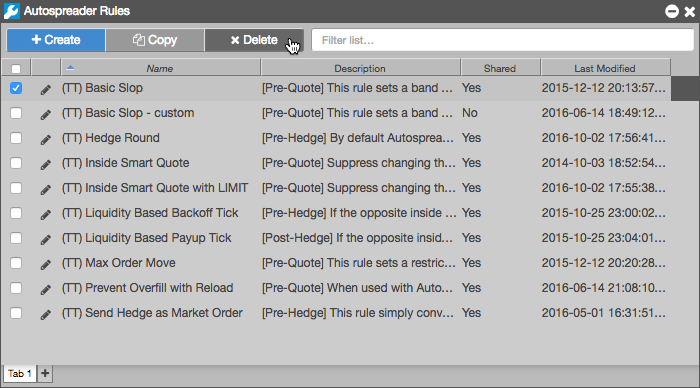 Autospreader Rules
Create Copy Delete Filter list...
Name Description Shared Last Modified
(TT) Basic Slop [Pre-Quote] This rule sets a band ... Yes 2015-12-12 20:13:57...
(TT) Basic Slop - custom [Pre-Quote] This rule sets a band ... No 2016-06-14 18:49:12...
(TT) Hedge Round [Pre-Hedge] By default Autosprea... Yes 2016-10-02 17:56:41...
(TT) Inside Smart Quote [Pre-Quote] Suppress changing th... Yes 2014-10-03 18:52:54...
(TT) Inside Smart Quote with LIMIT [Pre-Quote] Suppress changing th... Yes 2016-10-02 17:55:38...
(TT) Liquidity Based Backoff Tick [Pre-Hedge] If the opposite inside ... Yes 2015-10-25 23:00:02...
(TT) Liquidity Based Payup Tick [Post-Hedge] If the opposite insid... Yes 2015-10-25 23:04:01...
(TT) Max Order Move [Pre-Quote] This rule sets a restric... Yes 2015-12-12 20:20:28...
(TT) Prevent Overfill with Reload [Pre-Quote] When used with Auto... Yes 2016-06-14 21:08:10...
(TT) Send Hedge as Market Order [Pre-Hedge] This rule simply conv... Yes 2016-05-01 16:31:51...
Tab 1 +